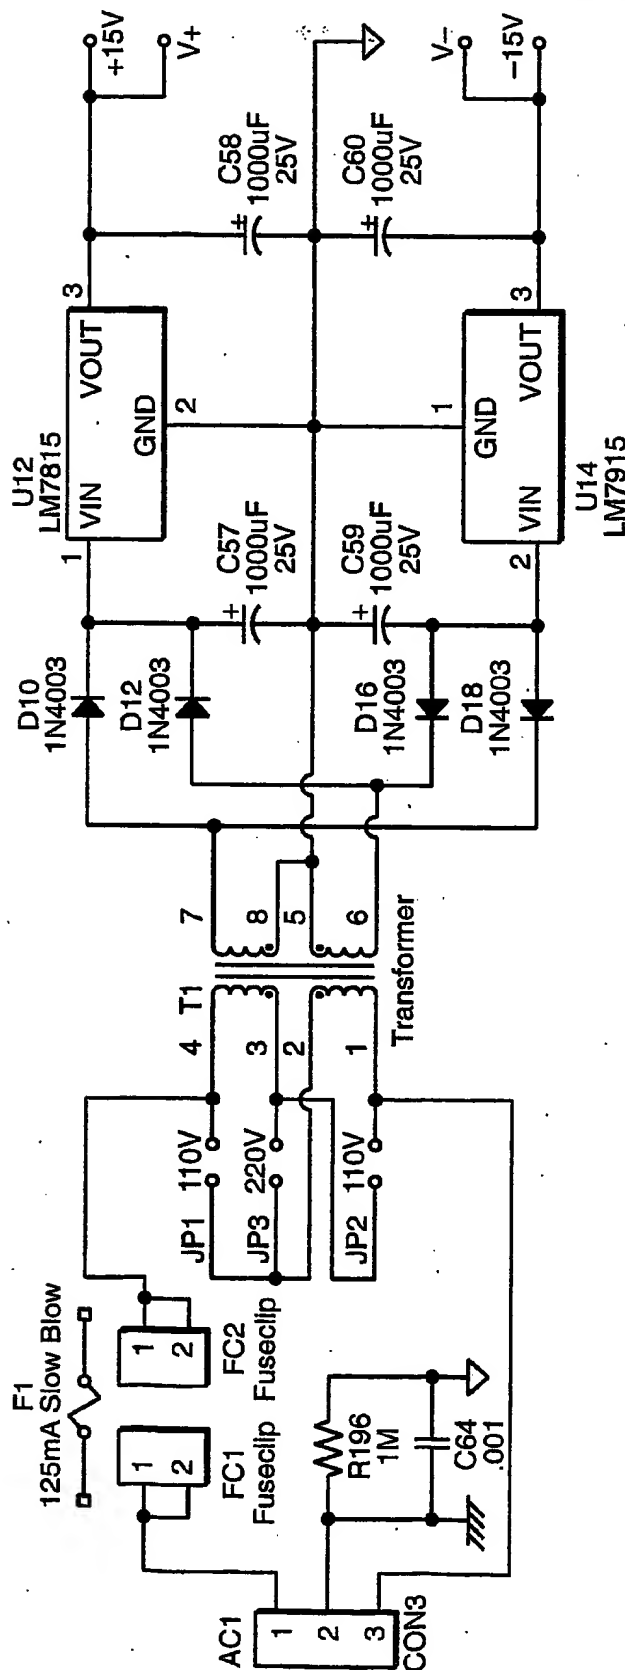 F1
125mA Slow Blow
AC1
1
2
3
CON3
1
2
FC1
Fuseclip
1
2
FC2
Fuseclip
R196
1M
C64
.001
JP1
110V
JP3
220V
JP2
110V
4
3
2
1
T1
7
8
5
6
Transformer
D10
1N4003
D12
1N4003
D16
1N4003
D18
1N4003
C57
1000uF
25V
C59
1000uF
25V
U12
LM7815
1
VIN
VOUT
3
GND
2
1
GND
2
VIN
VOUT
3
U14
LM7915
C58
1000uF
25V
C60
1000uF
25V
+15V
V+
V-
-15V